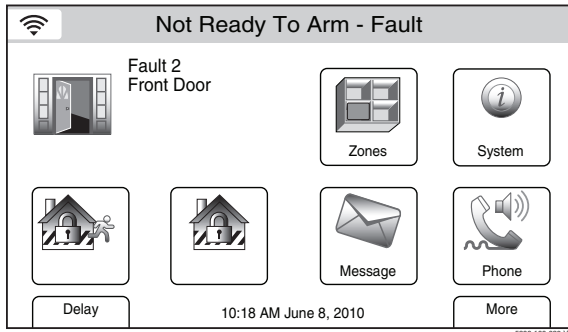 Not Ready To Arm - Fault
Fault 2
Front Door
Zones
System
Message
Phone
Delay
10:18 AM June 8, 2010
More